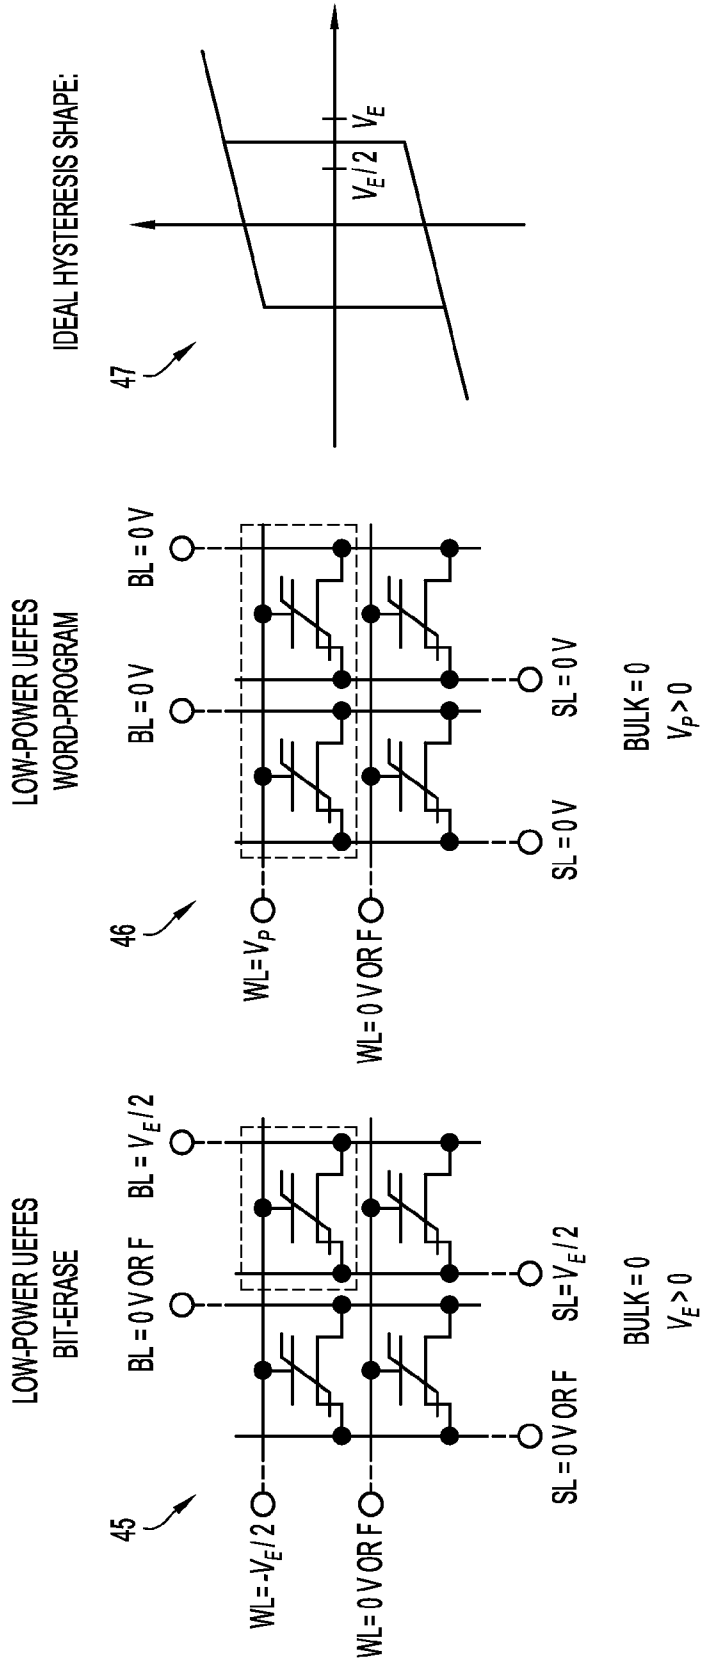 LOW-POWER UEFES
BIT-ERASE
45
BL = 0 V OR F
BL = V_E / 2
WL = -V_E / 2
WL = 0 V OR F
SL = 0 V OR F
SL = V_E / 2
BULK = 0
V_E > 0
LOW-POWER UEFES
WORD-PROGRAM
46
BL = 0 V
BL = 0 V
WL = V_P
WL = 0 V OR F
SL = 0 V
SL = 0 V
BULK = 0
V_P > 0
IDEAL HYSTERESIS SHAPE:
47
V_E / 2
V_E